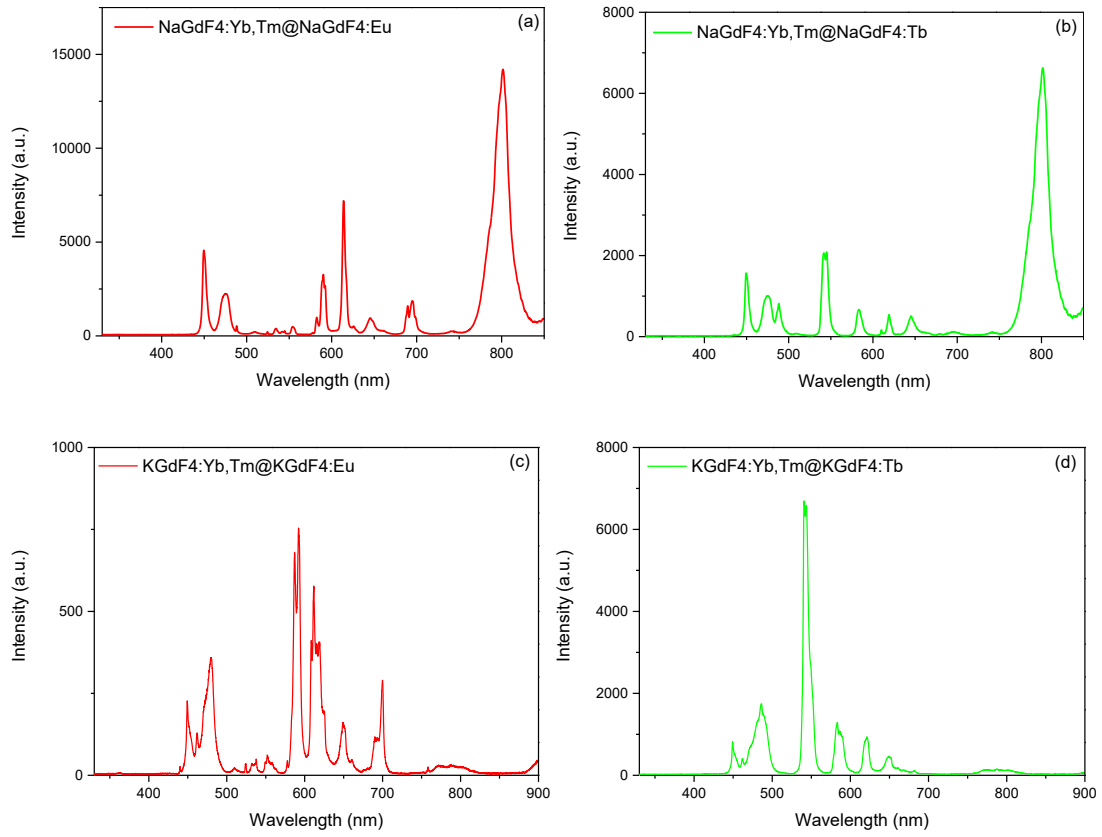 NaGdF4:Yb,Tm@NaGdF4:Eu (a)
15000
10000
5000
0
Intensity (a.u.)
400 500 600 700 800
Wavelength (nm)
NaGdF4:Yb,Tm@NaGdF4:Tb (b)
8000
6000
4000
2000
0
Intensity (a.u.)
400 500 600 700 800
Wavelength (nm)
KGdF4:Yb,Tm@KGdF4:Eu (c)
1000
500
0
Intensity (a.u.)
400 500 600 700 800 900
Wavelength (nm)
KGdF4:Yb,Tm@KGdF4:Tb (d)
8000
6000
4000
2000
0
Intensity (a.u.)
400 500 600 700 800 900
Wavelength (nm)